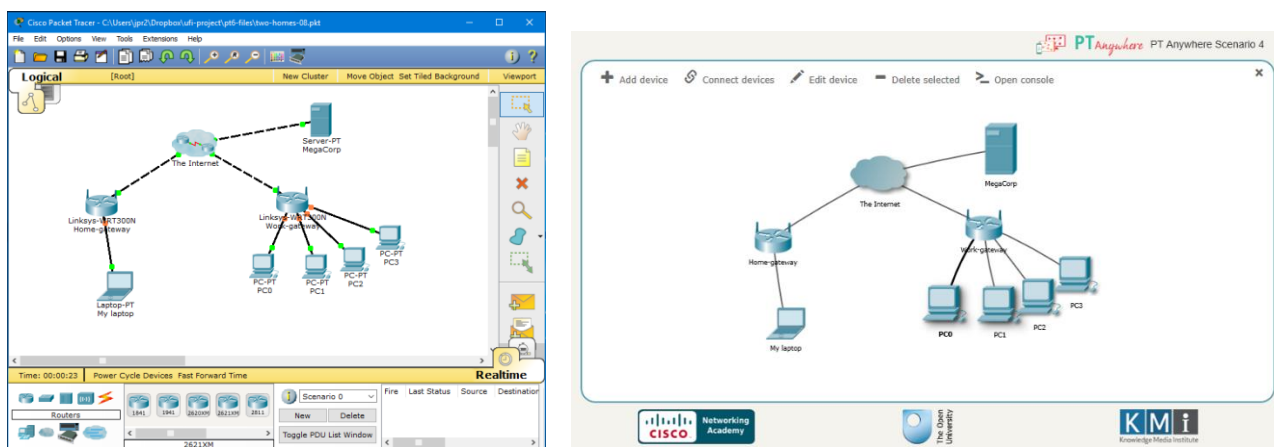 Cisco Packet Tracer - C:\Users\jpr2\Dropbox\ufi-project\pt6-files\two-homes-08.pkt
File Edit Options View Tools Extensions Help
Logical [Root] New Cluster Move Object Set Tiled Background Viewport
Server-PT
MegaCorp
The Internet
Linksys-WRT300N
Home-gateway
Linksys-WRT300N
Work-gateway
PC-PT
PC3
PC-PT
PC0
PC-PT
PC1
PC-PT
PC2
Laptop-PT
My laptop
Time: 00:00:23 Power Cycle Devices Fast Forward Time Realtime
Routers
1841 1941 2620XM 2621XM 2811
2621XM
Scenario 0
New Delete
Toggle PDU List Window
Fire Last Status Source Destination
PT Anywhere PT Anywhere Scenario 4
Add device Connect devices Edit device Delete selected Open console
MegaCorp
The Internet
Home-gateway
Work-gateway
PC3
PC2
PC1
PC0
My laptop
CISCO Networking Academy
The Open University
KMi
Knowledge Media Institute